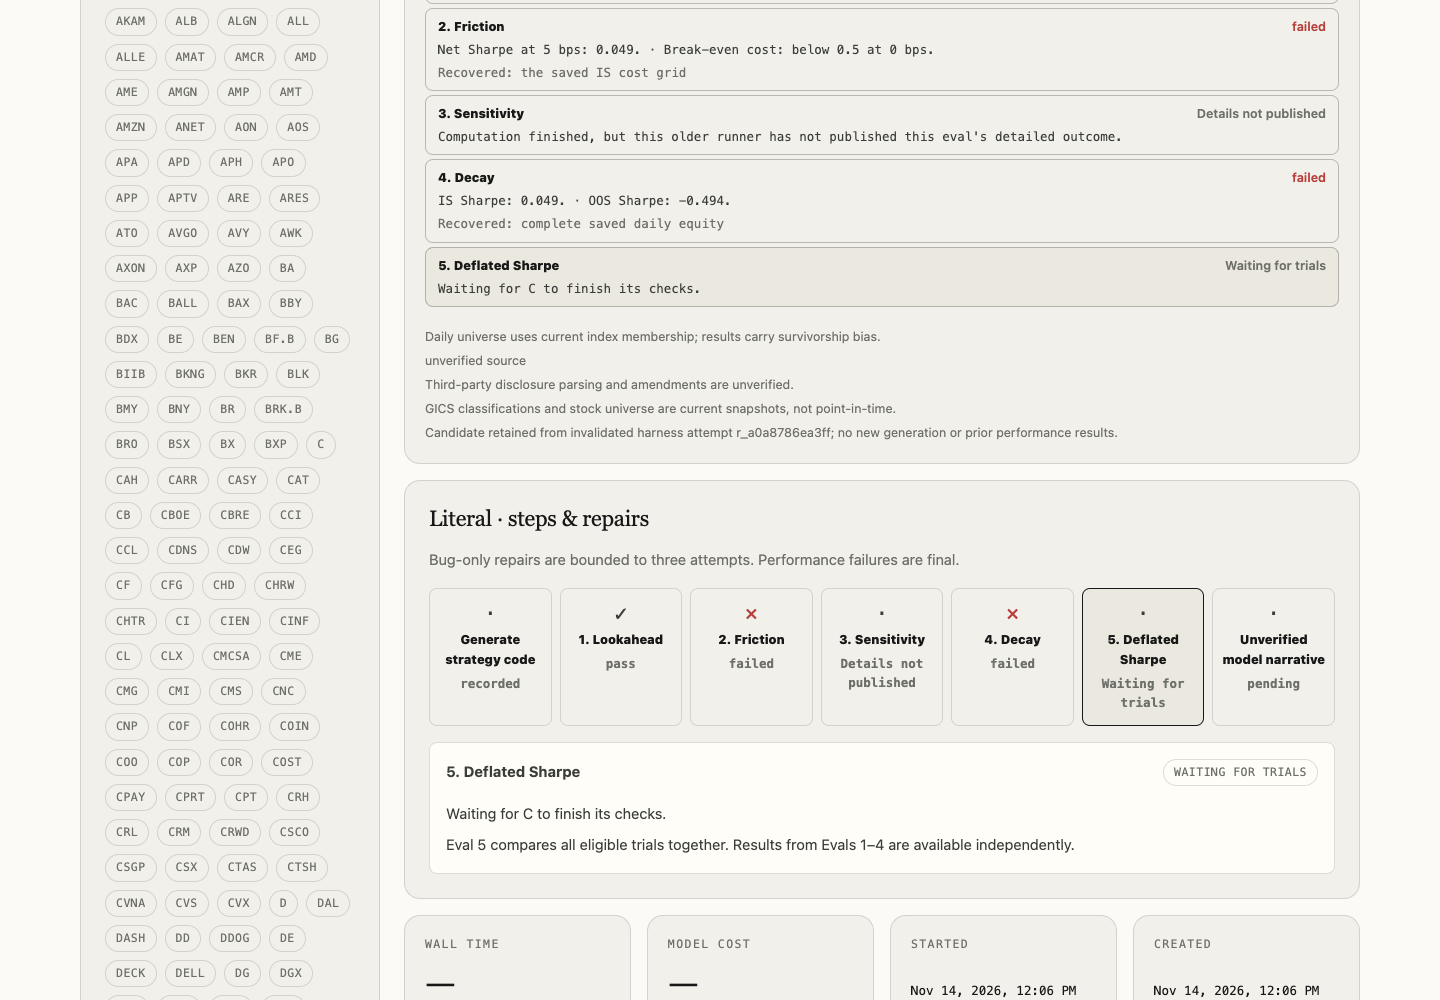 AKAM ALB ALGN ALL
ALLE AMAT AMCR AMD
AME AMGN AMP AMT
AMZN ANET AON AOS
APA APD APH APO
APP APTV ARE ARES
ATO AVGO AVY AWK
AXON AXP AZO BA
BAC BALL BAX BBY
BDX BE BEN BF.B BG
BIIB BKNG BKR BLK
BMY BNY BR BRK.B
BRO BSX BX BXP C
CAH CARR CASY CAT
CB CBOE CBRE CCI
CCL CDNS CDW CEG
CF CFG CHD CHRW
CHTR CI CIEN CINF
CL CLX CMCSA CME
CMG CMI CMS CNC
CNP COF COHR COIN
COO COP COR COST
CPAY CPRT CPT CRH
CRL CRM CRWD CSCO
CSGP CSX CTAS CTSH
CVNA CVS CVX D DAL
DASH DD DDOG DE
DECK DELL DG DGX
2. Friction failed
Net Sharpe at 5 bps: 0.049. · Break-even cost: below 0.5 at 0 bps.
Recovered: the saved IS cost grid
3. Sensitivity Details not published
Computation finished, but this older runner has not published this eval's detailed outcome.
4. Decay failed
IS Sharpe: 0.049. · OOS Sharpe: −0.494.
Recovered: complete saved daily equity
5. Deflated Sharpe Waiting for trials
Waiting for C to finish its checks.
Daily universe uses current index membership; results carry survivorship bias.
unverified source
Third-party disclosure parsing and amendments are unverified.
GICS classifications and stock universe are current snapshots, not point-in-time.
Candidate retained from invalidated harness attempt r_a0a8786ea3ff; no new generation or prior performance results.
Literal · steps & repairs
Bug-only repairs are bounded to three attempts. Performance failures are final.
· Generate strategy code recorded
✓ 1. Lookahead pass
✕ 2. Friction failed
· 3. Sensitivity Details not published
✕ 4. Decay failed
· 5. Deflated Sharpe Waiting for trials
· Unverified model narrative pending
5. Deflated Sharpe WAITING FOR TRIALS
Waiting for C to finish its checks.
Eval 5 compares all eligible trials together. Results from Evals 1–4 are available independently.
WALL TIME
—
MODEL COST
—
STARTED
Nov 14, 2026, 12:06 PM
CREATED
Nov 14, 2026, 12:06 PM